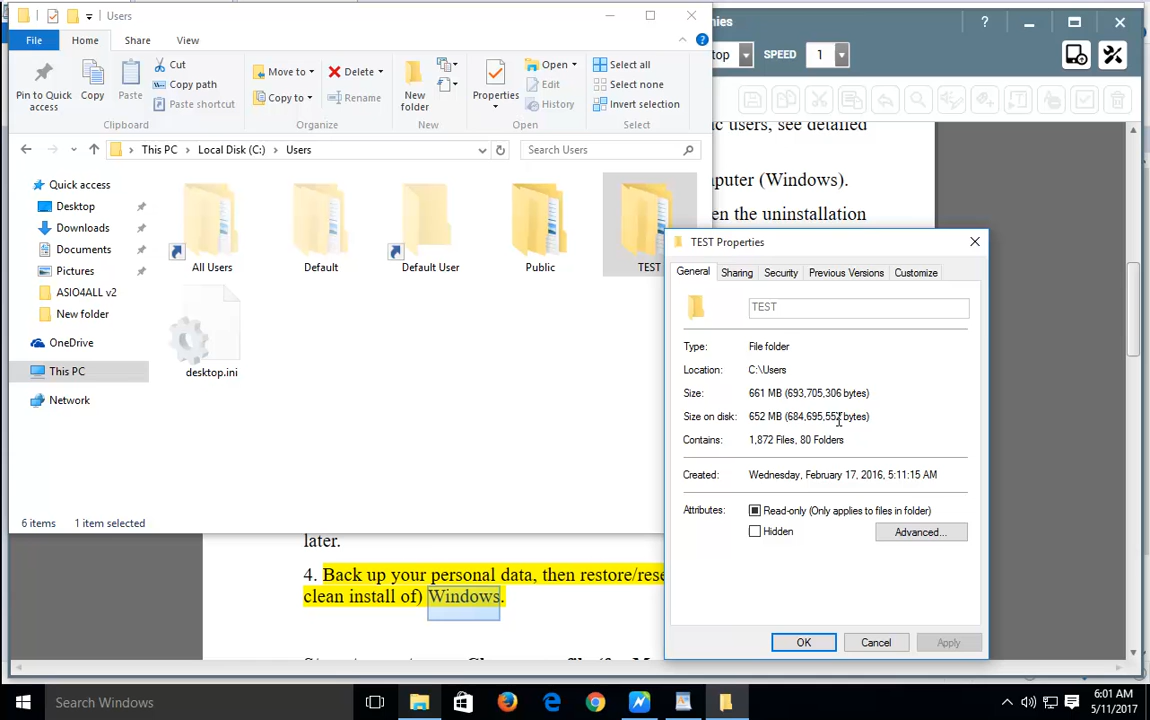 Users
nies
File
Home
Share
View
Pin to Quick
access
Copy
Paste
Cut
Copy path
Paste shortcut
Clipboard
Move to
Copy to
Delete
Rename
Organize
New
folder
New
Properties
Open
Edit
History
Open
Select all
Select none
Invert selection
Select
top
SPEED
1
?
This PC
Local Disk (C:)
Users
Search Users
Quick access
Desktop
Downloads
Documents
Pictures
ASIO4ALL v2
New folder
OneDrive
This PC
Network
All Users
Default
Default User
Public
TEST
desktop.ini
6 items
1 item selected
ic users, see detailed
puter (Windows).
en the uninstallation
TEST Properties
General
Sharing
Security
Previous Versions
Customize
TEST
Type:
File folder
Location:
C:\Users
Size:
661 MB (693,705,306 bytes)
Size on disk:
652 MB (684,695,552 bytes)
Contains:
1,872 Files, 80 Folders
Created:
Wednesday, February 17, 2016, 5:11:15 AM
Attributes:
Read-only (Only applies to files in folder)
Hidden
Advanced...
OK
Cancel
Apply
later.
4. Back up your personal data, then restore/rese
clean install of) Windows.
Search Windows
6:01 AM
5/11/2017